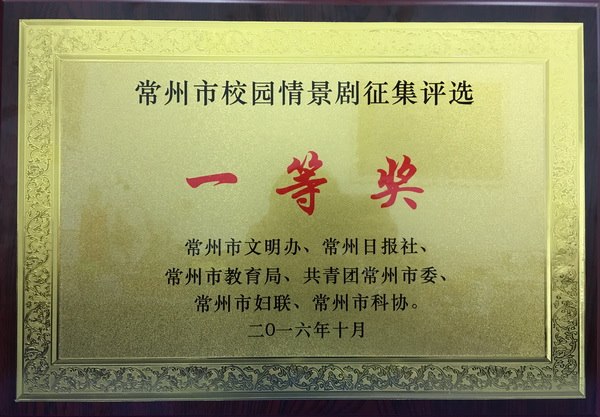 常州市校园情景剧征集评选
一等奖
常州市文明办、常州日报社、
常州市教育局、共青团常州市委、
常州市妇联、常州市科协。
二〇一六年十月